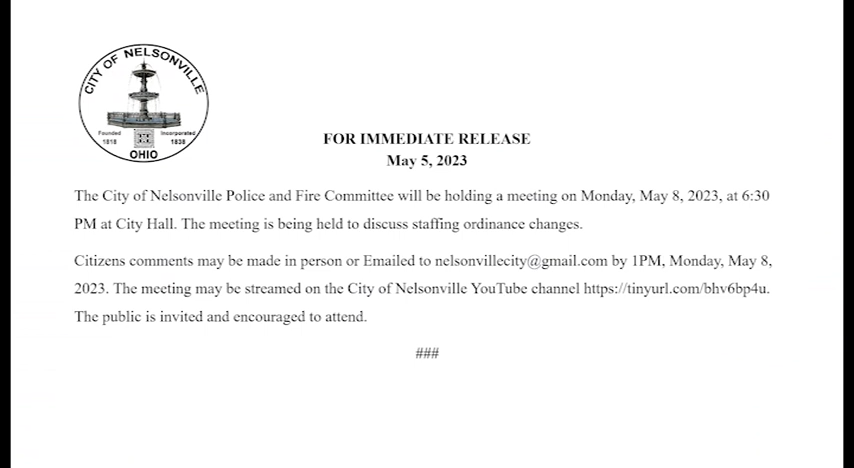 CITY OF NELSONVILLE
Founded
1818
Incorporated
1838
OHIO
FOR IMMEDIATE RELEASE
May 5, 2023
The City of Nelsonville Police and Fire Committee will be holding a meeting on Monday, May 8, 2023, at 6:30
PM at City Hall. The meeting is being held to discuss staffing ordinance changes.
Citizens comments may be made in person or Emailed to nelsonvillecity@gmail.com by 1PM, Monday, May 8,
2023. The meeting may be streamed on the City of Nelsonville YouTube channel https://tinyurl.com/bhv6bp4u.
The public is invited and encouraged to attend.
###